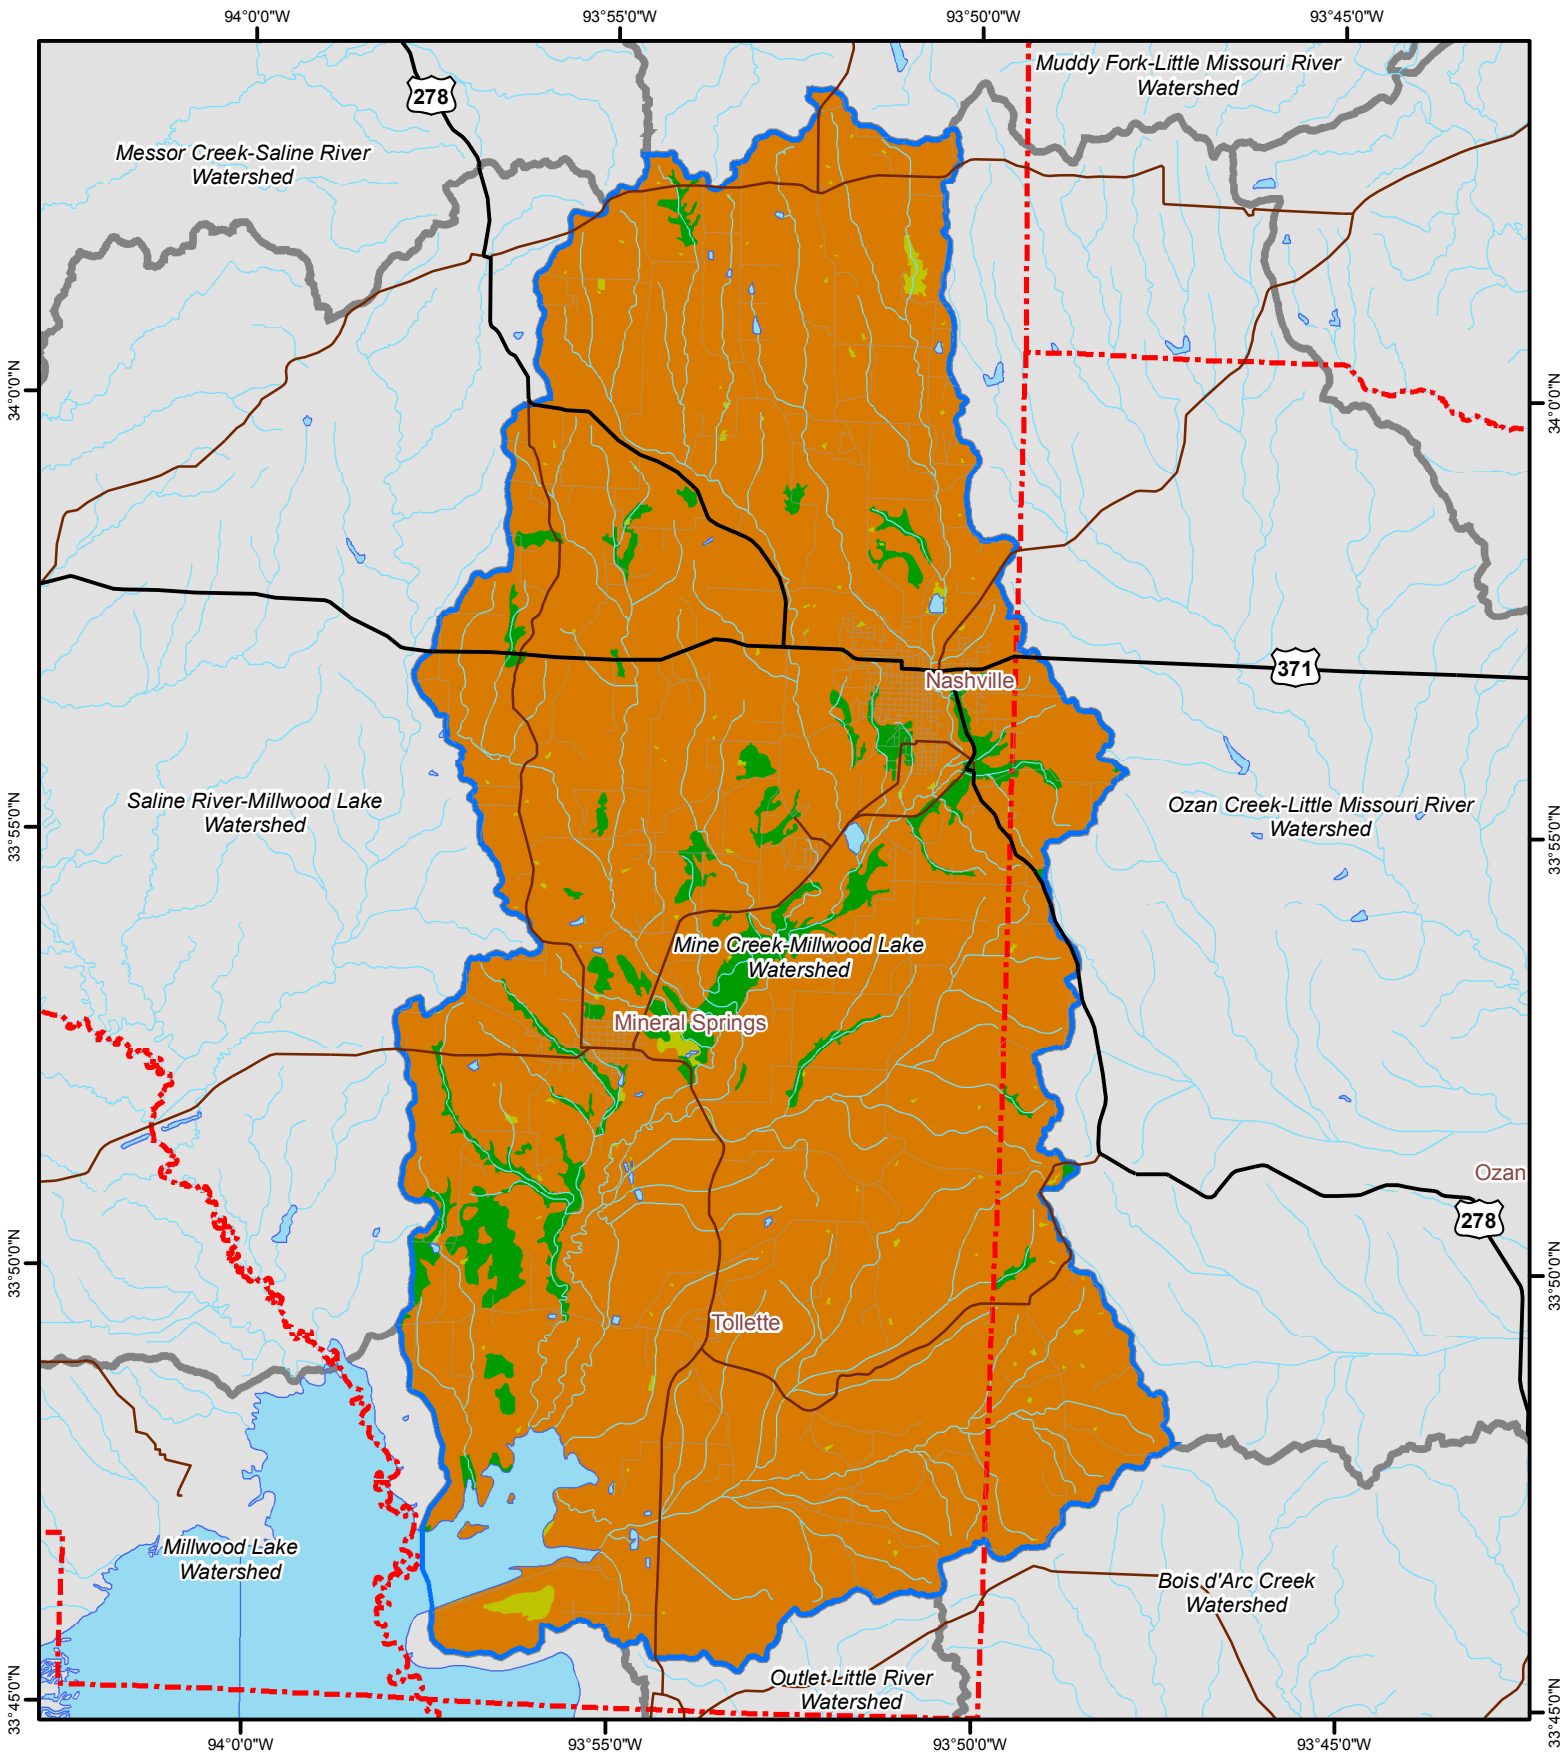 94°0'0"W
93°55'0"W
93°50'0"W
93°45'0"W
Muddy Fork-Little Missouri River
Watershed
278
Messor Creek-Saline River
Watershed
34°0'0"N
34°0'0"N
371
Nashville
Saline River-Millwood Lake
Watershed
Ozan Creek-Little Missouri River
Watershed
33°55'0"N
33°55'0"N
Mine Creek-Millwood Lake
Watershed
Mineral Springs
Ozan
278
33°50'0"N
33°50'0"N
Tollette
Millwood Lake
Watershed
Bois d'Arc Creek
Watershed
Outlet Little River
Watershed
33°45'0"N
33°45'0"N
94°0'0"W
93°55'0"W
93°50'0"W
93°45'0"W